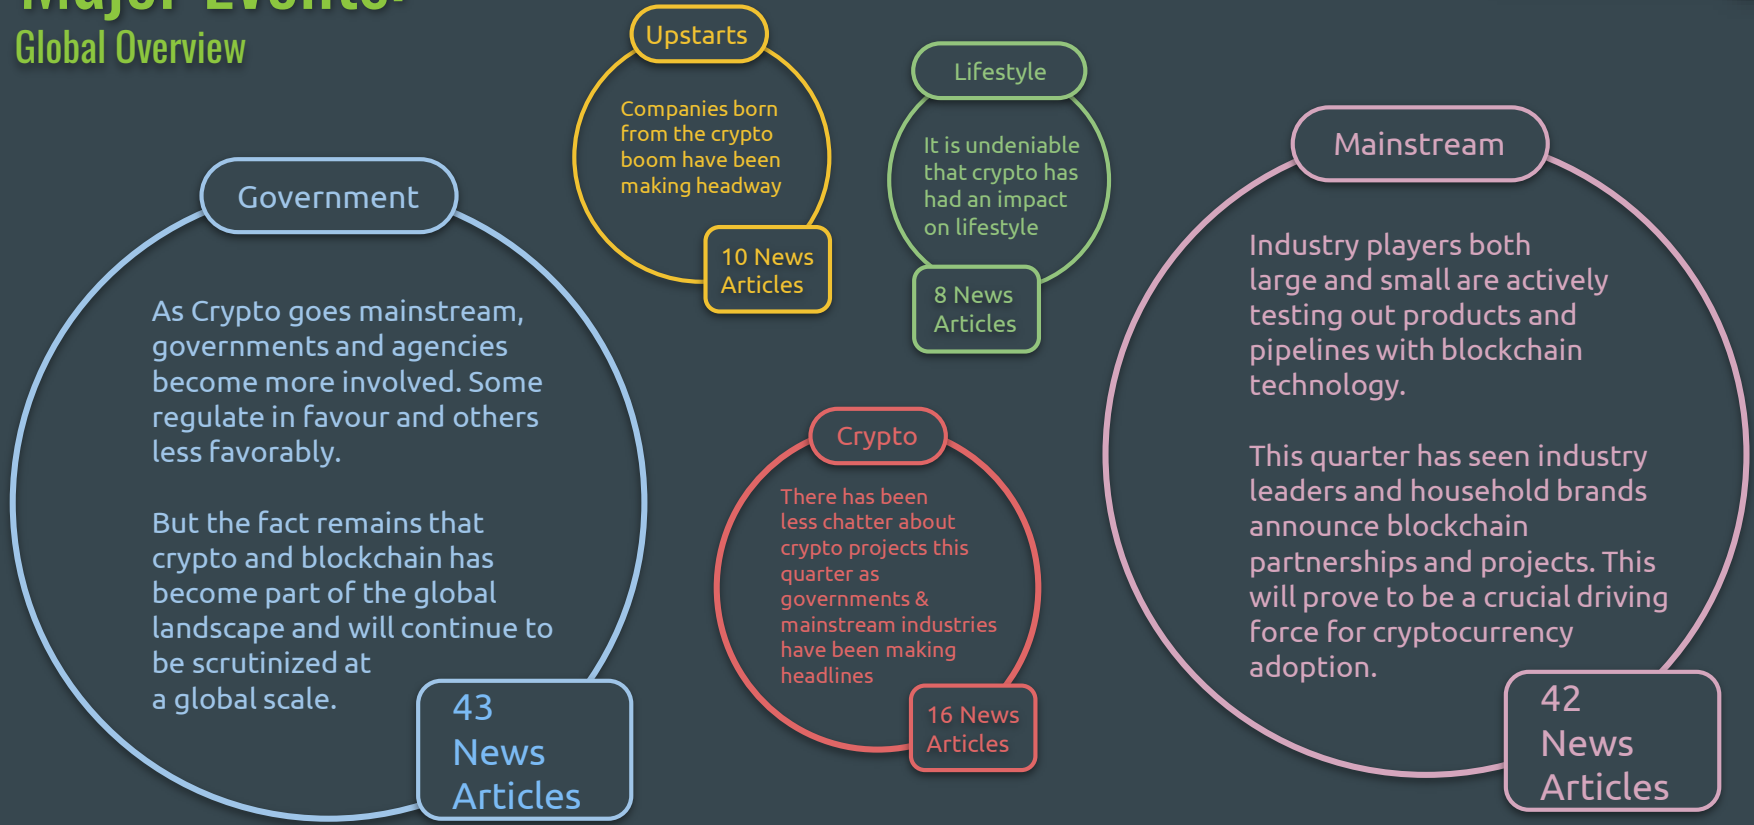 Major Events:
Global Overview
Government
As Crypto goes mainstream,
governments and agencies
become more involved. Some
regulate in favour and others
less favorably.
But the fact remains that
crypto and blockchain has
become part of the global
landscape and will continue to
be scrutinized at
a global scale.
43
News
Articles
Upstarts
Companies born
from the crypto
boom have been
making headway
10 News
Articles
Lifestyle
It is undeniable
that crypto has
had an impact
on lifestyle
8 News
Articles
Crypto
There has been
less chatter about
crypto projects this
quarter as
governments &
mainstream industries
have been making
headlines
16 News
Articles
Mainstream
Industry players both
large and small are actively
testing out products and
pipelines with blockchain
technology.
This quarter has seen industry
leaders and household brands
announce blockchain
partnerships and projects. This
will prove to be a crucial driving
force for cryptocurrency
adoption.
42
News
Articles